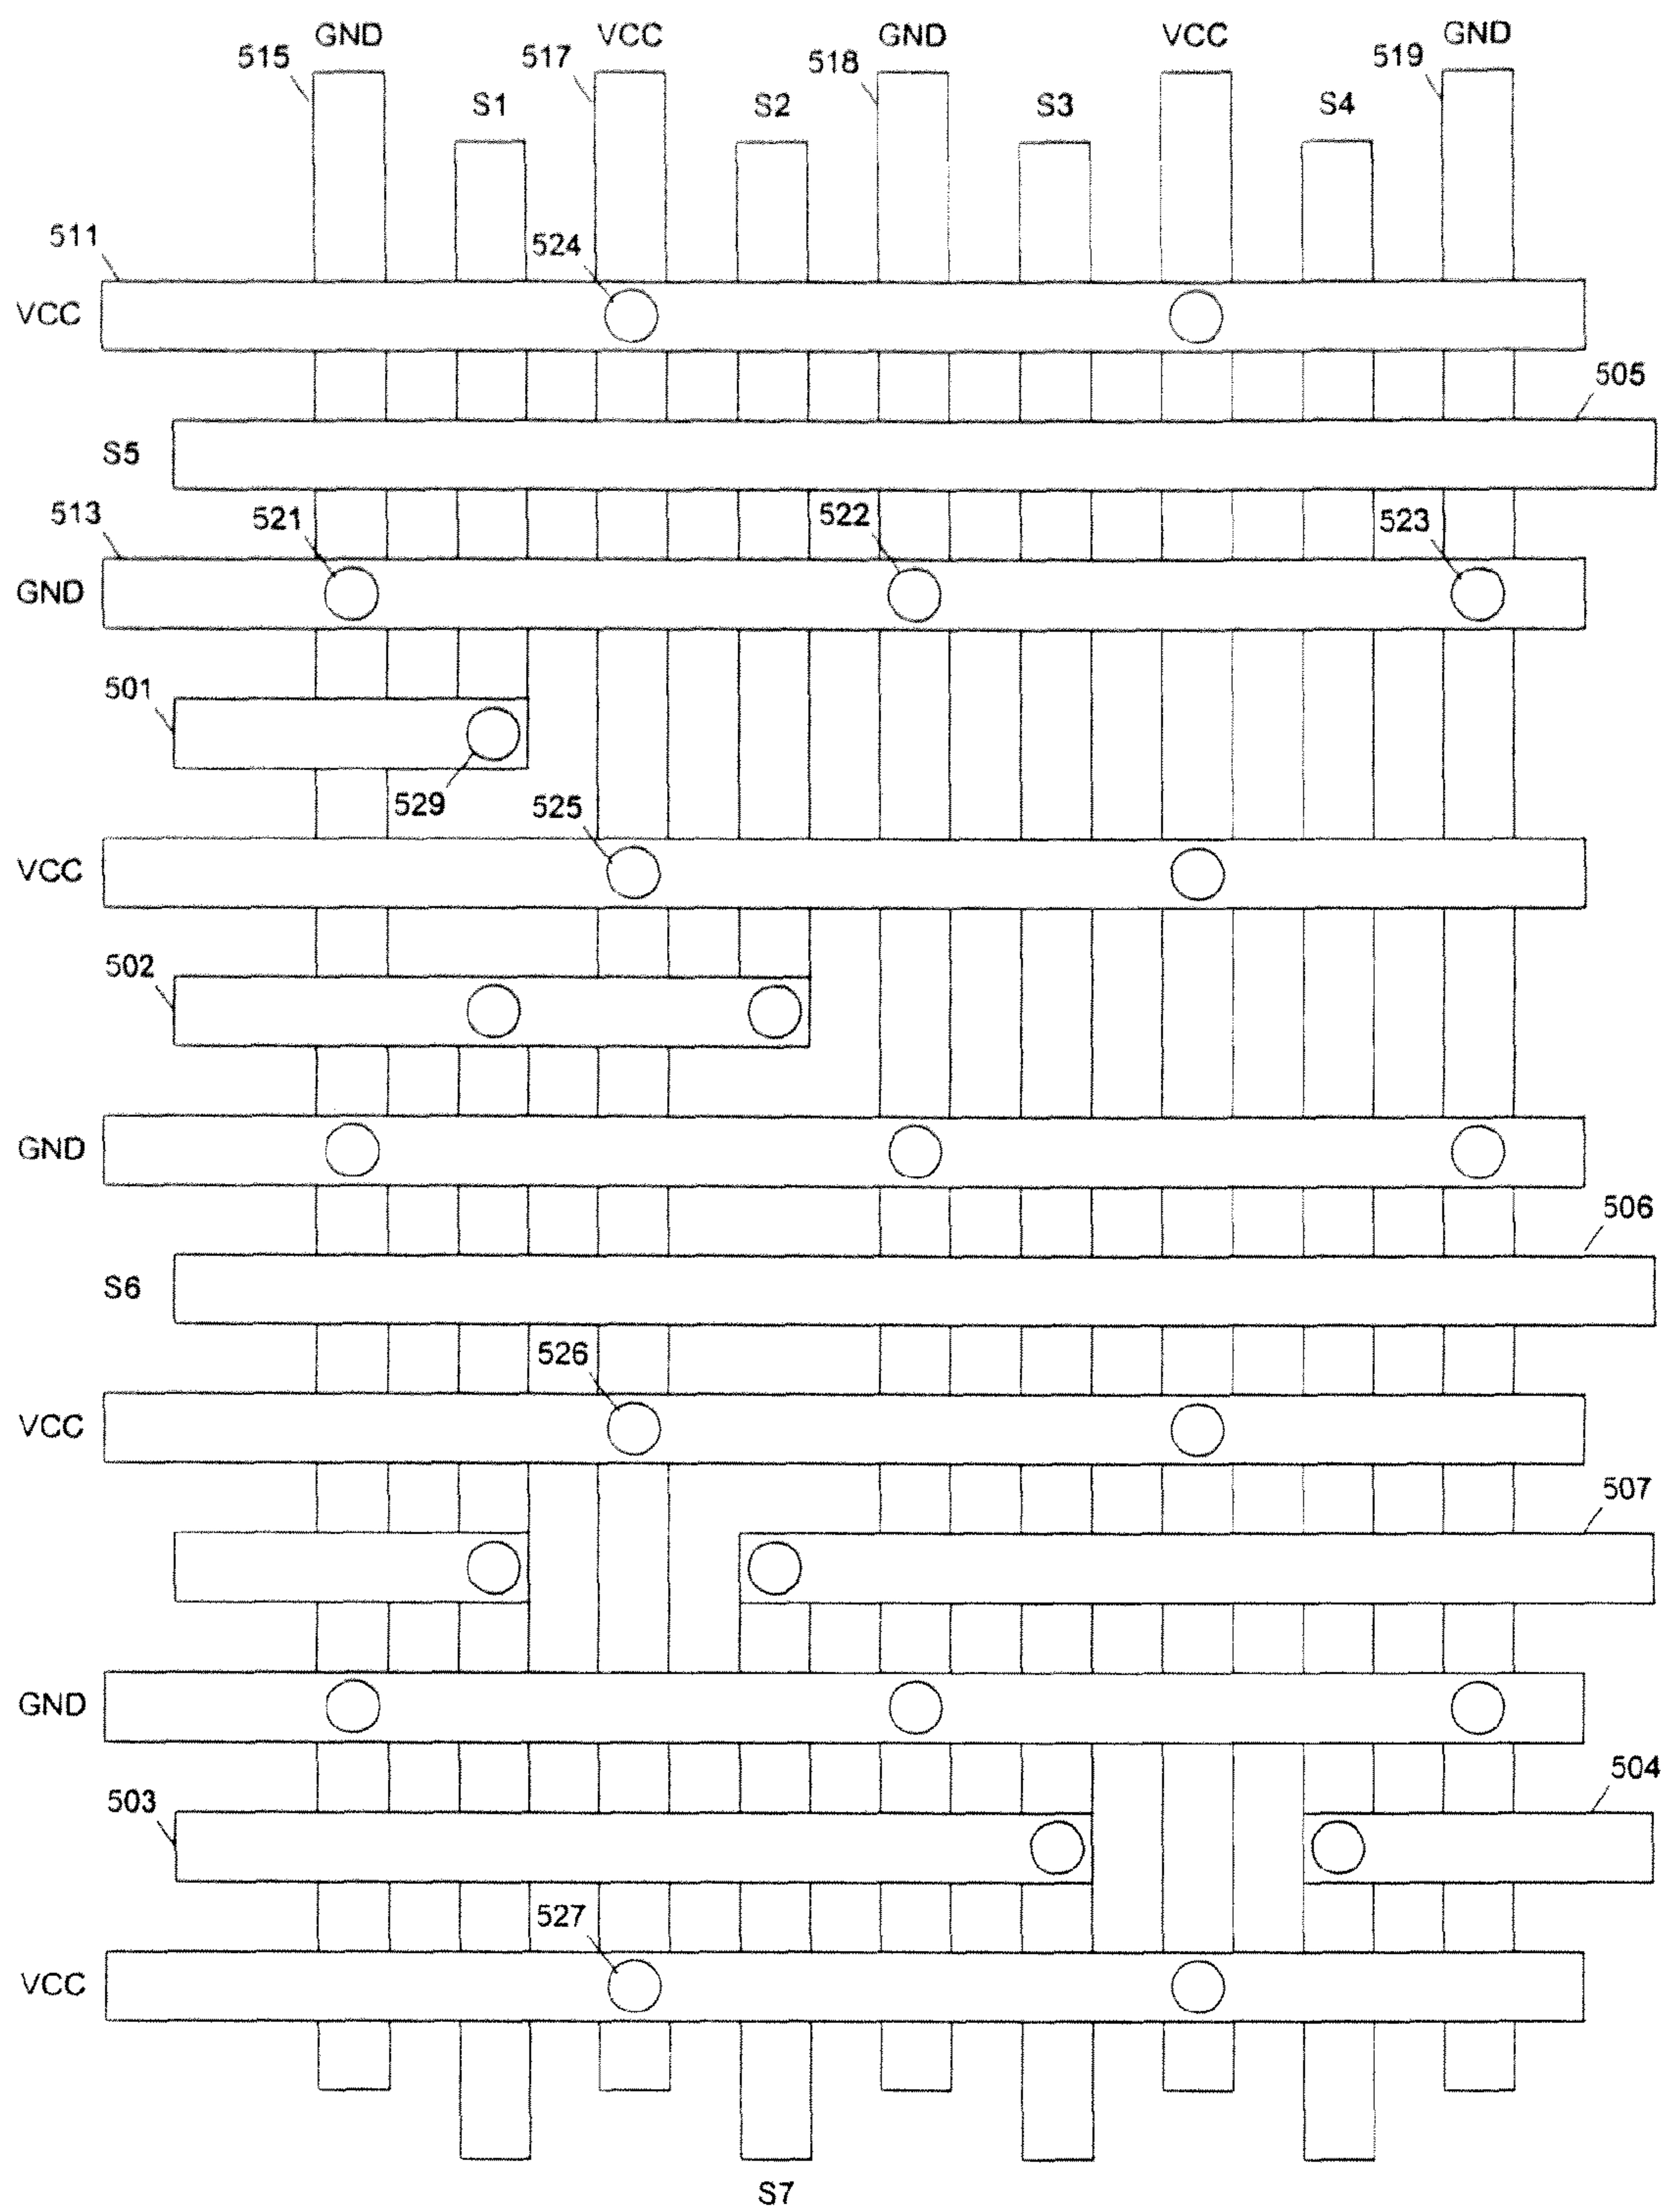 GND VCC GND VCC GND
515 517 518 519
S1 S2 S3 S4
511 524
VCC
505
S5
513 521 522 523
GND
501
529 525
VCC
502
GND
506
S6
526
VCC
507
GND
504
503
527
VCC
S7